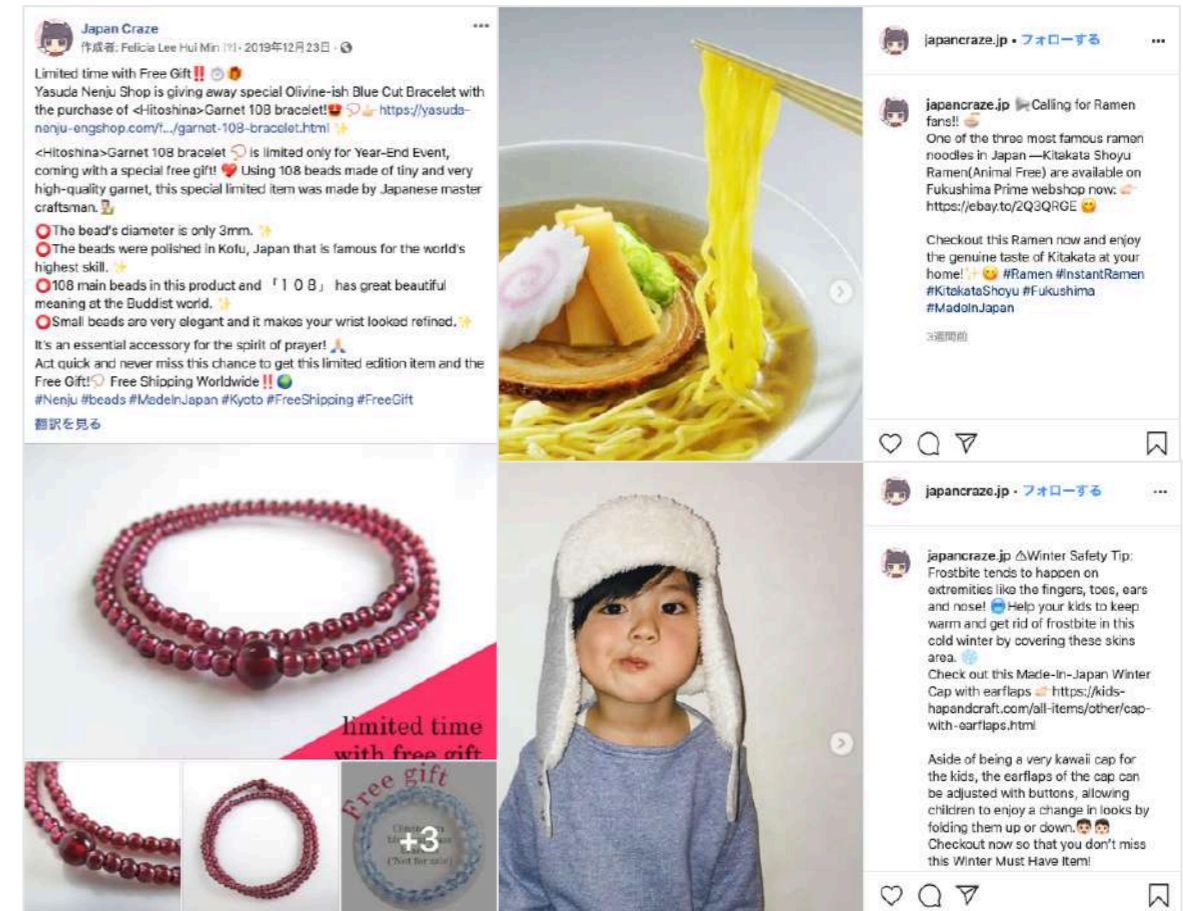 Japan Craze
作成者: Felicia Lee Hui Min [?]・2019年12月23日・
Limited time with Free Gift‼️ ⏱️ 🎁
Yasuda Nenju Shop is giving away special Olivine-ish Blue Cut Bracelet with
the purchase of <Hitoshina>Garnet 108 bracelet! https://yasuda-
nenju-engshop.com/f.../garnet-108-bracelet.html ✨
<Hitoshina>Garnet 108 bracelet 📿 is limited only for Year-End Event,
coming with a special free gift! ❤️ Using 108 beads made of tiny and very
high-quality garnet, this special limited item was made by Japanese master
craftsman.
⭕The bead's diameter is only 3mm. ✨
⭕The beads were polished in Kofu, Japan that is famous for the world's
highest skill. ✨
⭕108 main beads in this product and 「１０８」 has great beautiful
meaning at the Buddist world. ✨
⭕Small beads are very elegant and it makes your wrist looked refined.✨
It's an essential accessory for the spirit of prayer! 🙏
Act quick and never miss this chance to get this limited edition item and the
Free Gift!📿 Free Shipping Worldwide‼️ 🌏
#Nenju #beads #MadeInJapan #Kyoto #FreeShipping #FreeGift
翻訳を見る
limited time
with free gift
Free gift
+3
(*Not for sale)
japancraze.jp • フォローする
japancraze.jp Calling for Ramen
fans!! 🍜
One of the three most famous ramen
noodles in Japan —Kitakata Shoyu
Ramen(Animal Free) are available on
Fukushima Prime webshop now: 👉
https://ebay.to/2Q3QRGE 😋
Checkout this Ramen now and enjoy
the genuine taste of Kitakata at your
home!✨😋 #Ramen #InstantRamen
#KitakataShoyu #Fukushima
#MadeInJapan
3週間前
japancraze.jp • フォローする
japancraze.jp ⚠Winter Safety Tip:
Frostbite tends to happen on
extremities like the fingers, toes, ears
and nose! 🥶Help your kids to keep
warm and get rid of frostbite in this
cold winter by covering these skins
area. ❄️
Check out this Made-In-Japan Winter
Cap with earflaps 👉https://kids-
hapandcraft.com/all-items/other/cap-
with-earflaps.html
Aside of being a very kawaii cap for
the kids, the earflaps of the cap can
be adjusted with buttons, allowing
children to enjoy a change in looks by
folding them up or down.👦🏻👦🏻
Checkout now so that you don't miss
this Winter Must Have Item!